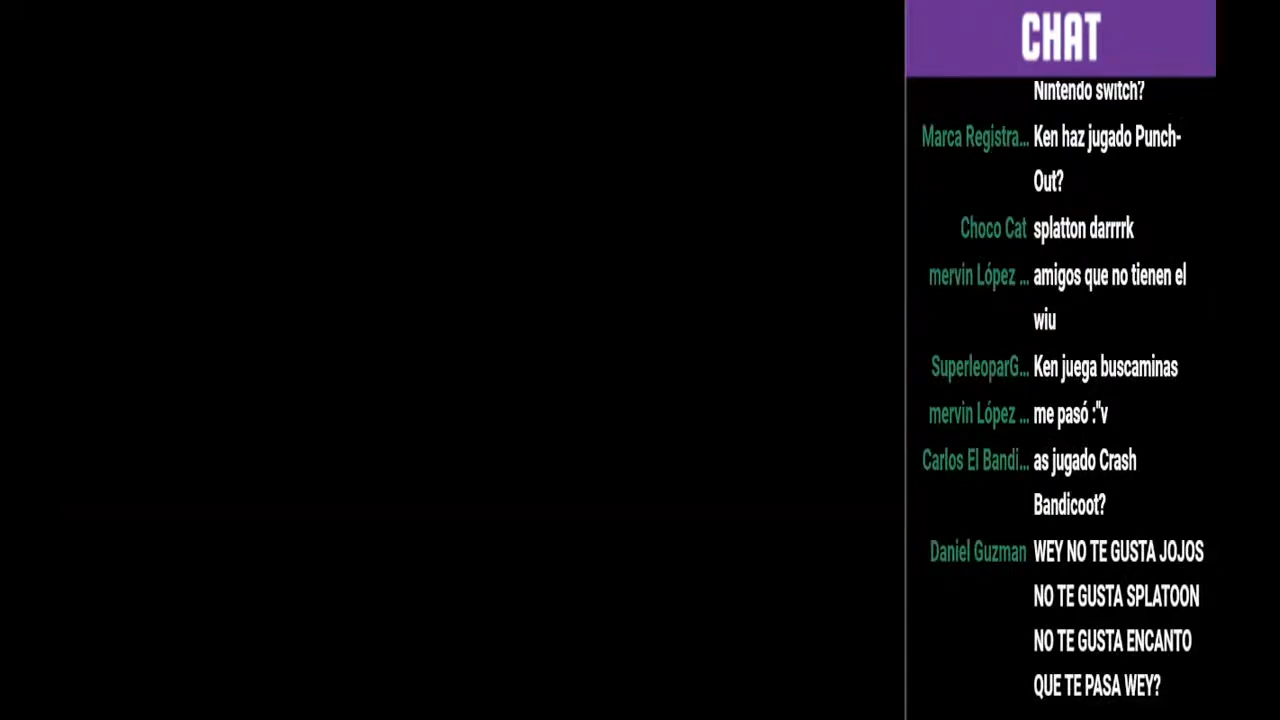 CHAT
Nintendo switch?
Marca Registra... Ken haz jugado Punch-
Out?
Choco Cat splatton darrrrk
mervin López ... amigos que no tienen el
wiu
SuperleoparG... Ken juega buscaminas
mervin López ... me pasó :"v
Carlos El Bandi... as jugado Crash
Bandicoot?
Daniel Guzman WEY NO TE GUSTA JOJOS
NO TE GUSTA SPLATOON
NO TE GUSTA ENCANTO
QUE TE PASA WEY?